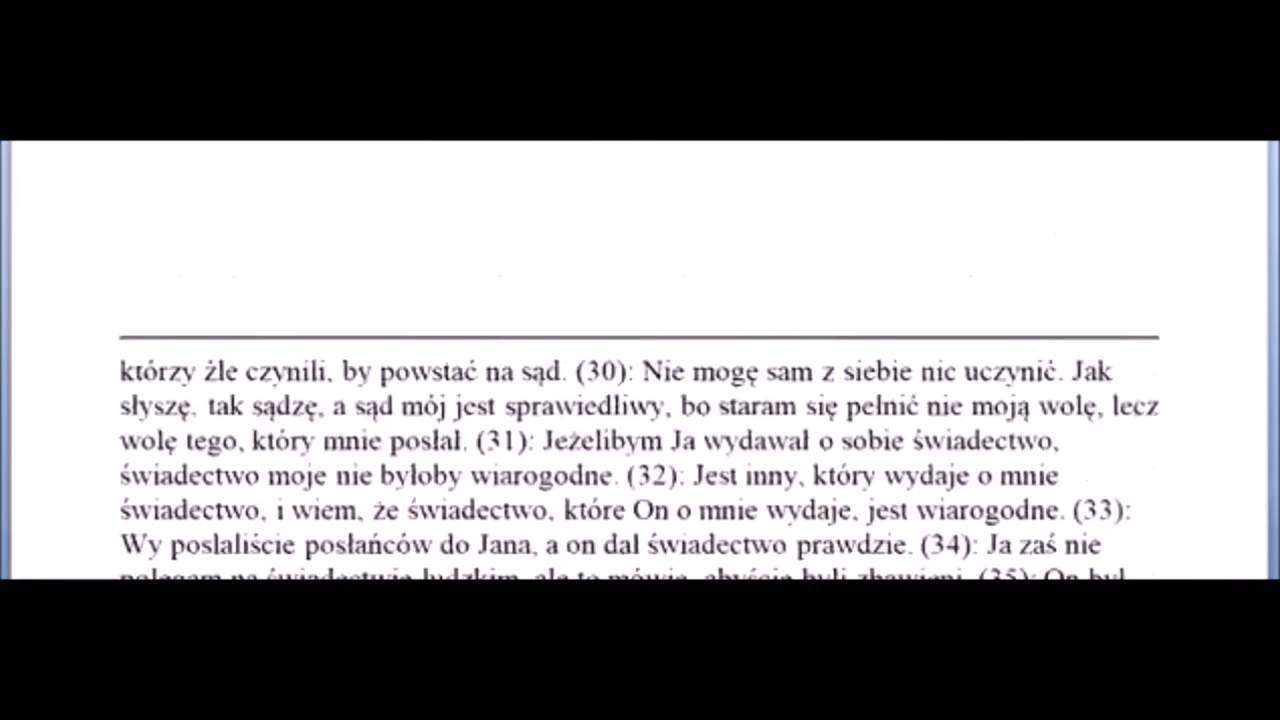 którzy źle czynili, by powstać na sąd. (30): Nie mogę sam z siebie nic uczynić. Jak
słyszę, tak sądzę, a sąd mój jest sprawiedliwy, bo staram się pełnić nie moją wolę, lecz
wolę tego, który mnie posłał. (31): Jeżelibym Ja wydawał o sobie świadectwo,
świadectwo moje nie byłoby wiarogodne. (32): Jest inny, który wydaje o mnie
świadectwo, i wiem, że świadectwo, które On o mnie wydaje, jest wiarogodne. (33):
Wy posłaliście posłańców do Jana, a on dał świadectwo prawdzie. (34): Ja zaś nie
polegam na świadectwie ludzkim, ale to mówię, abyście byli zbawieni. (35): On był